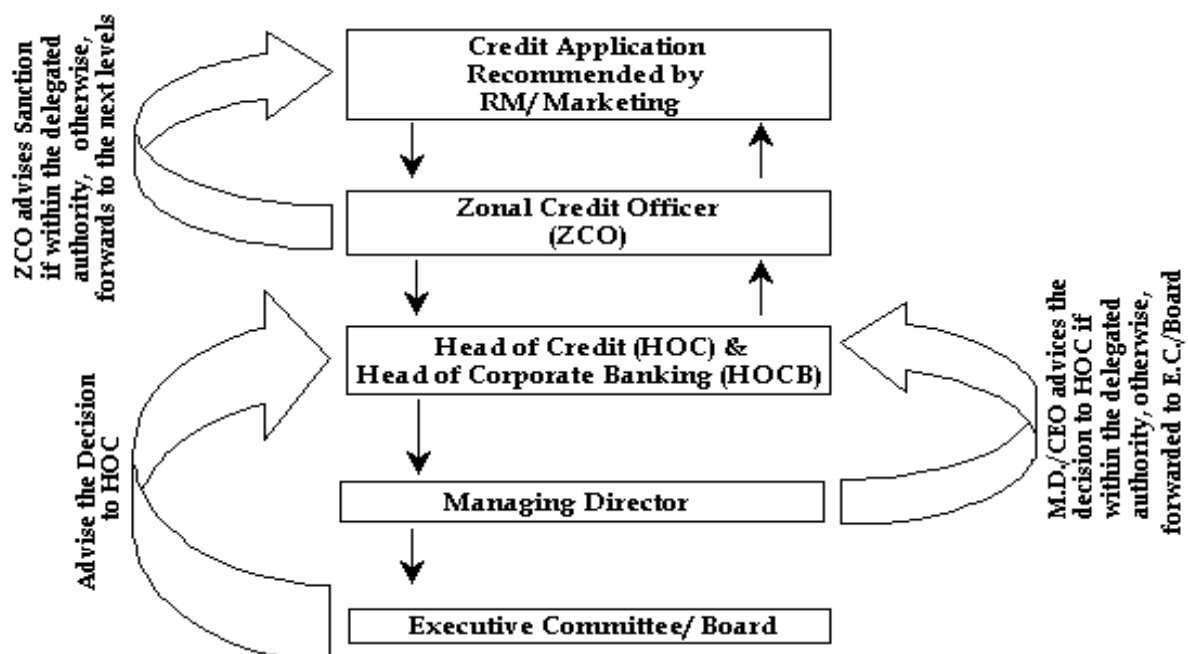 Credit Application
Recommended by
RM/ Marketing
ZCO advises Sanction
if within the delegated
authority, otherwise,
forwards to the next levels
Zonal Credit Officer
(ZCO)
Head of Credit (HOC) &
Head of Corporate Banking (HOCB)
M.D./CEO advices the
decision to HOC if
within the delegated
authority, otherwise,
forwarded to E.C./Board
Advise the Decision
to HOC
Managing Director
Executive Committee/ Board